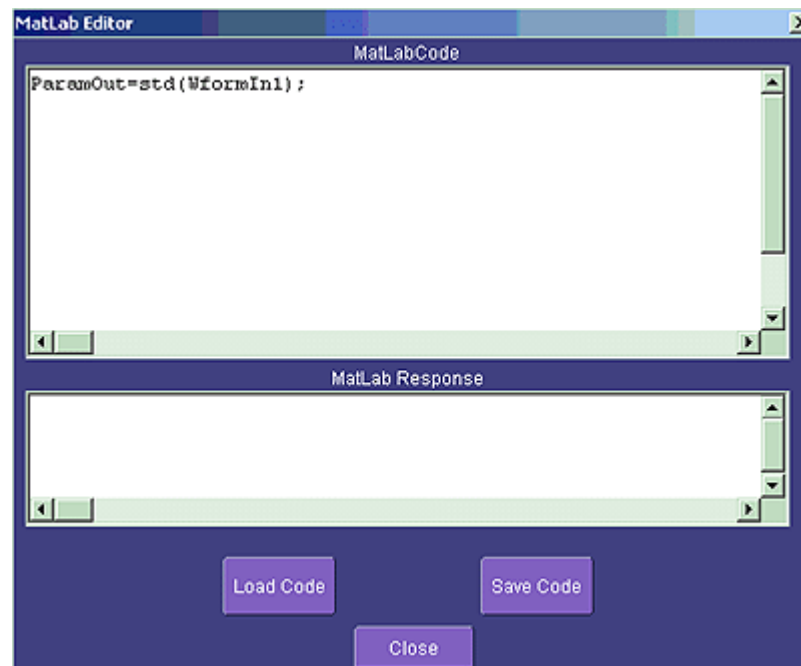 MatLab Editor
MatLabCode
ParamOut=std(WformIn1);
MatLab Response
Load Code
Save Code
Close